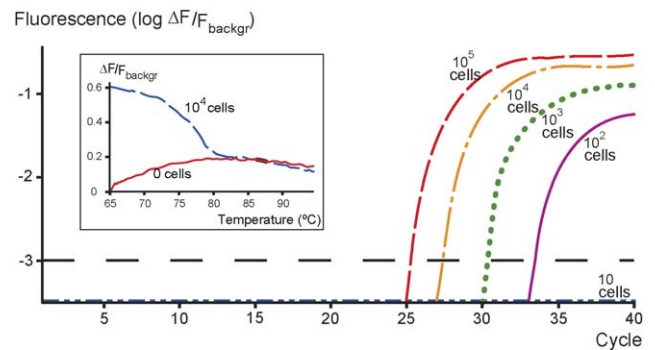 Fluorescence (log ΔF/F_backgr)
ΔF/F_backgr
0.6
0.4
0.2
0
10⁴
cells
0 cells
65 70 75 80 85 90
Temperature (ºC)
-1
-2
-3
10⁵
cells
10⁴
cells
10³
cells
10²
cells
10
cells
5 10 15 20 25 30 35 40
Cycle